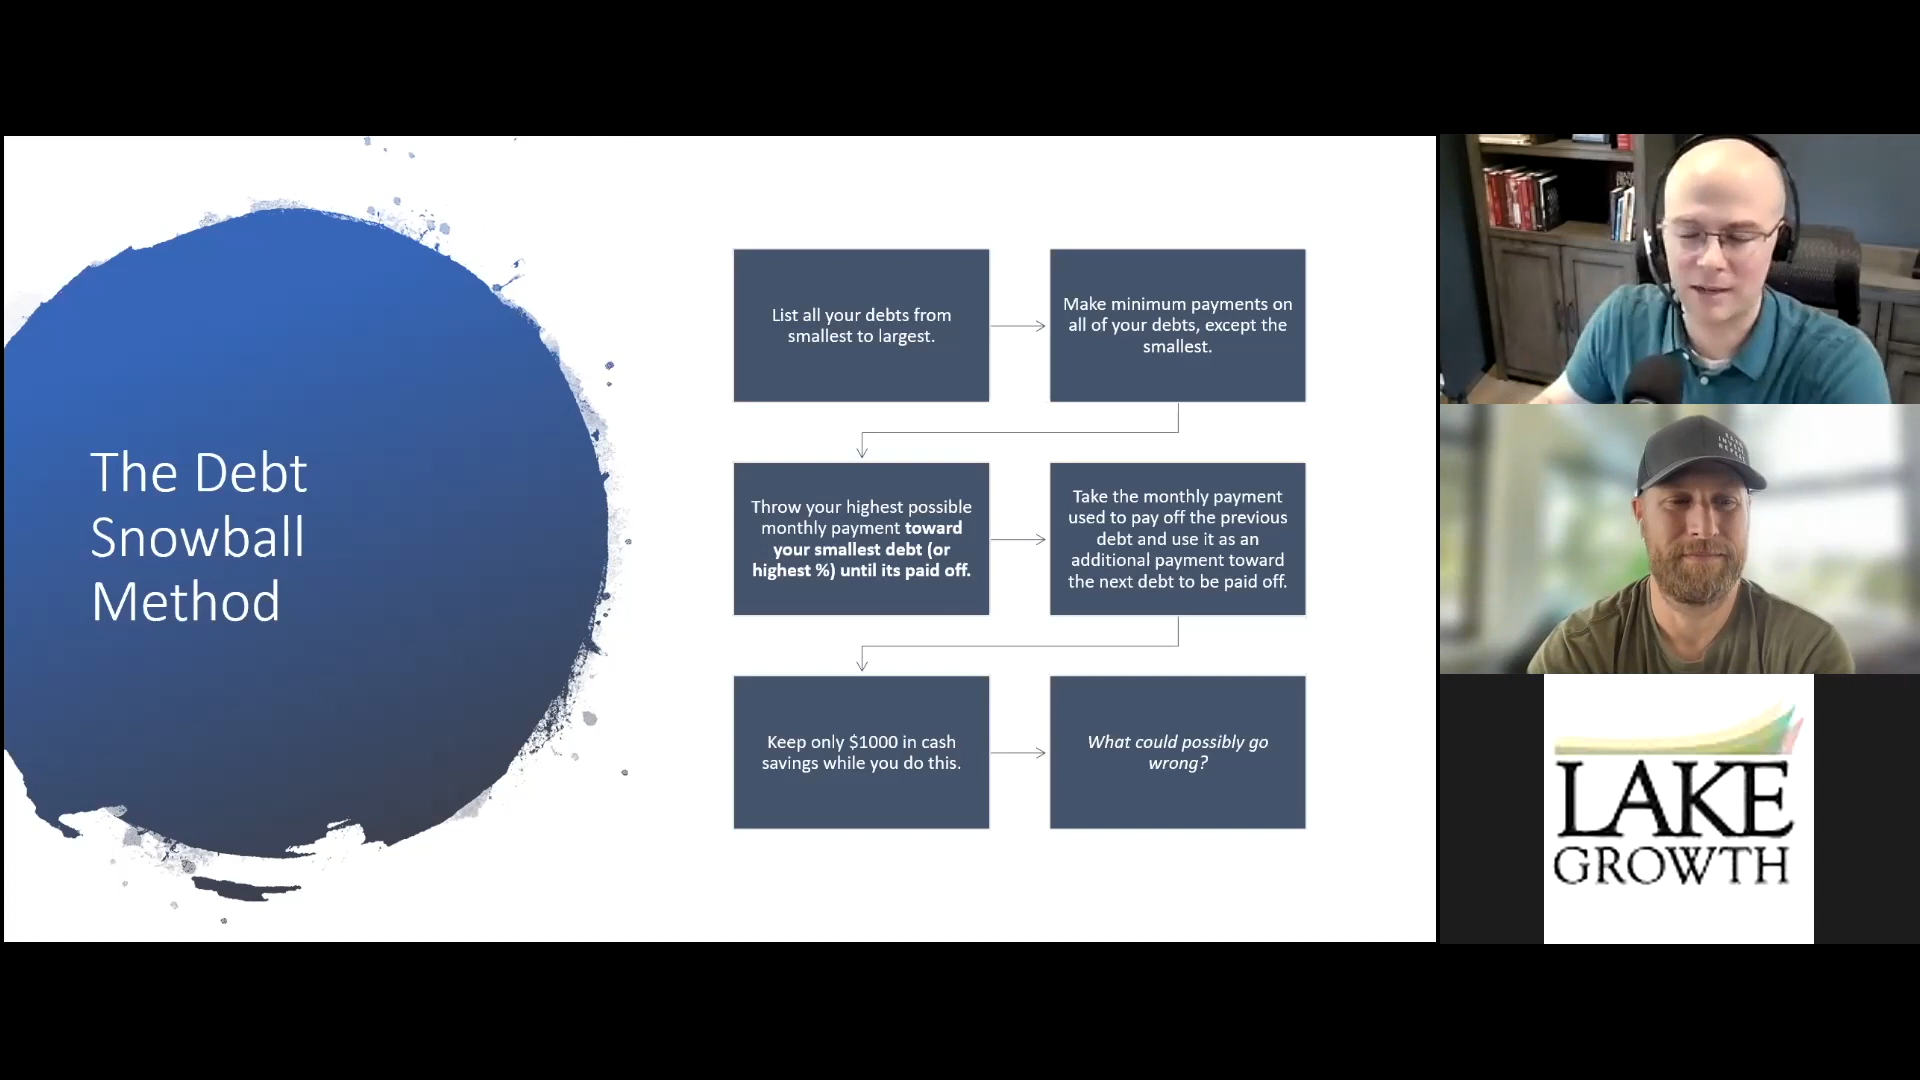 The Debt
Snowball
Method
List all your debts from
smallest to largest.
Make minimum payments on
all of your debts, except the
smallest.
Throw your highest possible
monthly payment toward
your smallest debt (or
highest %) until its paid off.
Take the monthly payment
used to pay off the previous
debt and use it as an
additional payment toward
the next debt to be paid off.
Keep only $1000 in cash
savings while you do this.
What could possibly go
wrong?
LAKE
GROWTH